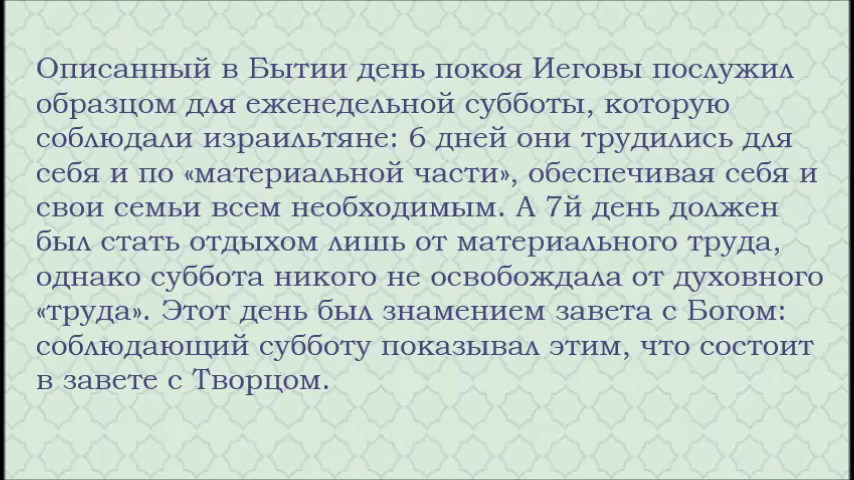 Описанный в Бытии день покоя Иеговы послужил
образцом для еженедельной субботы, которую
соблюдали израильтяне: 6 дней они трудились для
себя и по «материальной части», обеспечивая себя и
свои семьи всем необходимым. А 7й день должен
был стать отдыхом лишь от материального труда,
однако суббота никого не освобождала от духовного
«труда». Этот день был знамением завета с Богом:
соблюдающий субботу показывал этим, что состоит
в завете с Творцом.